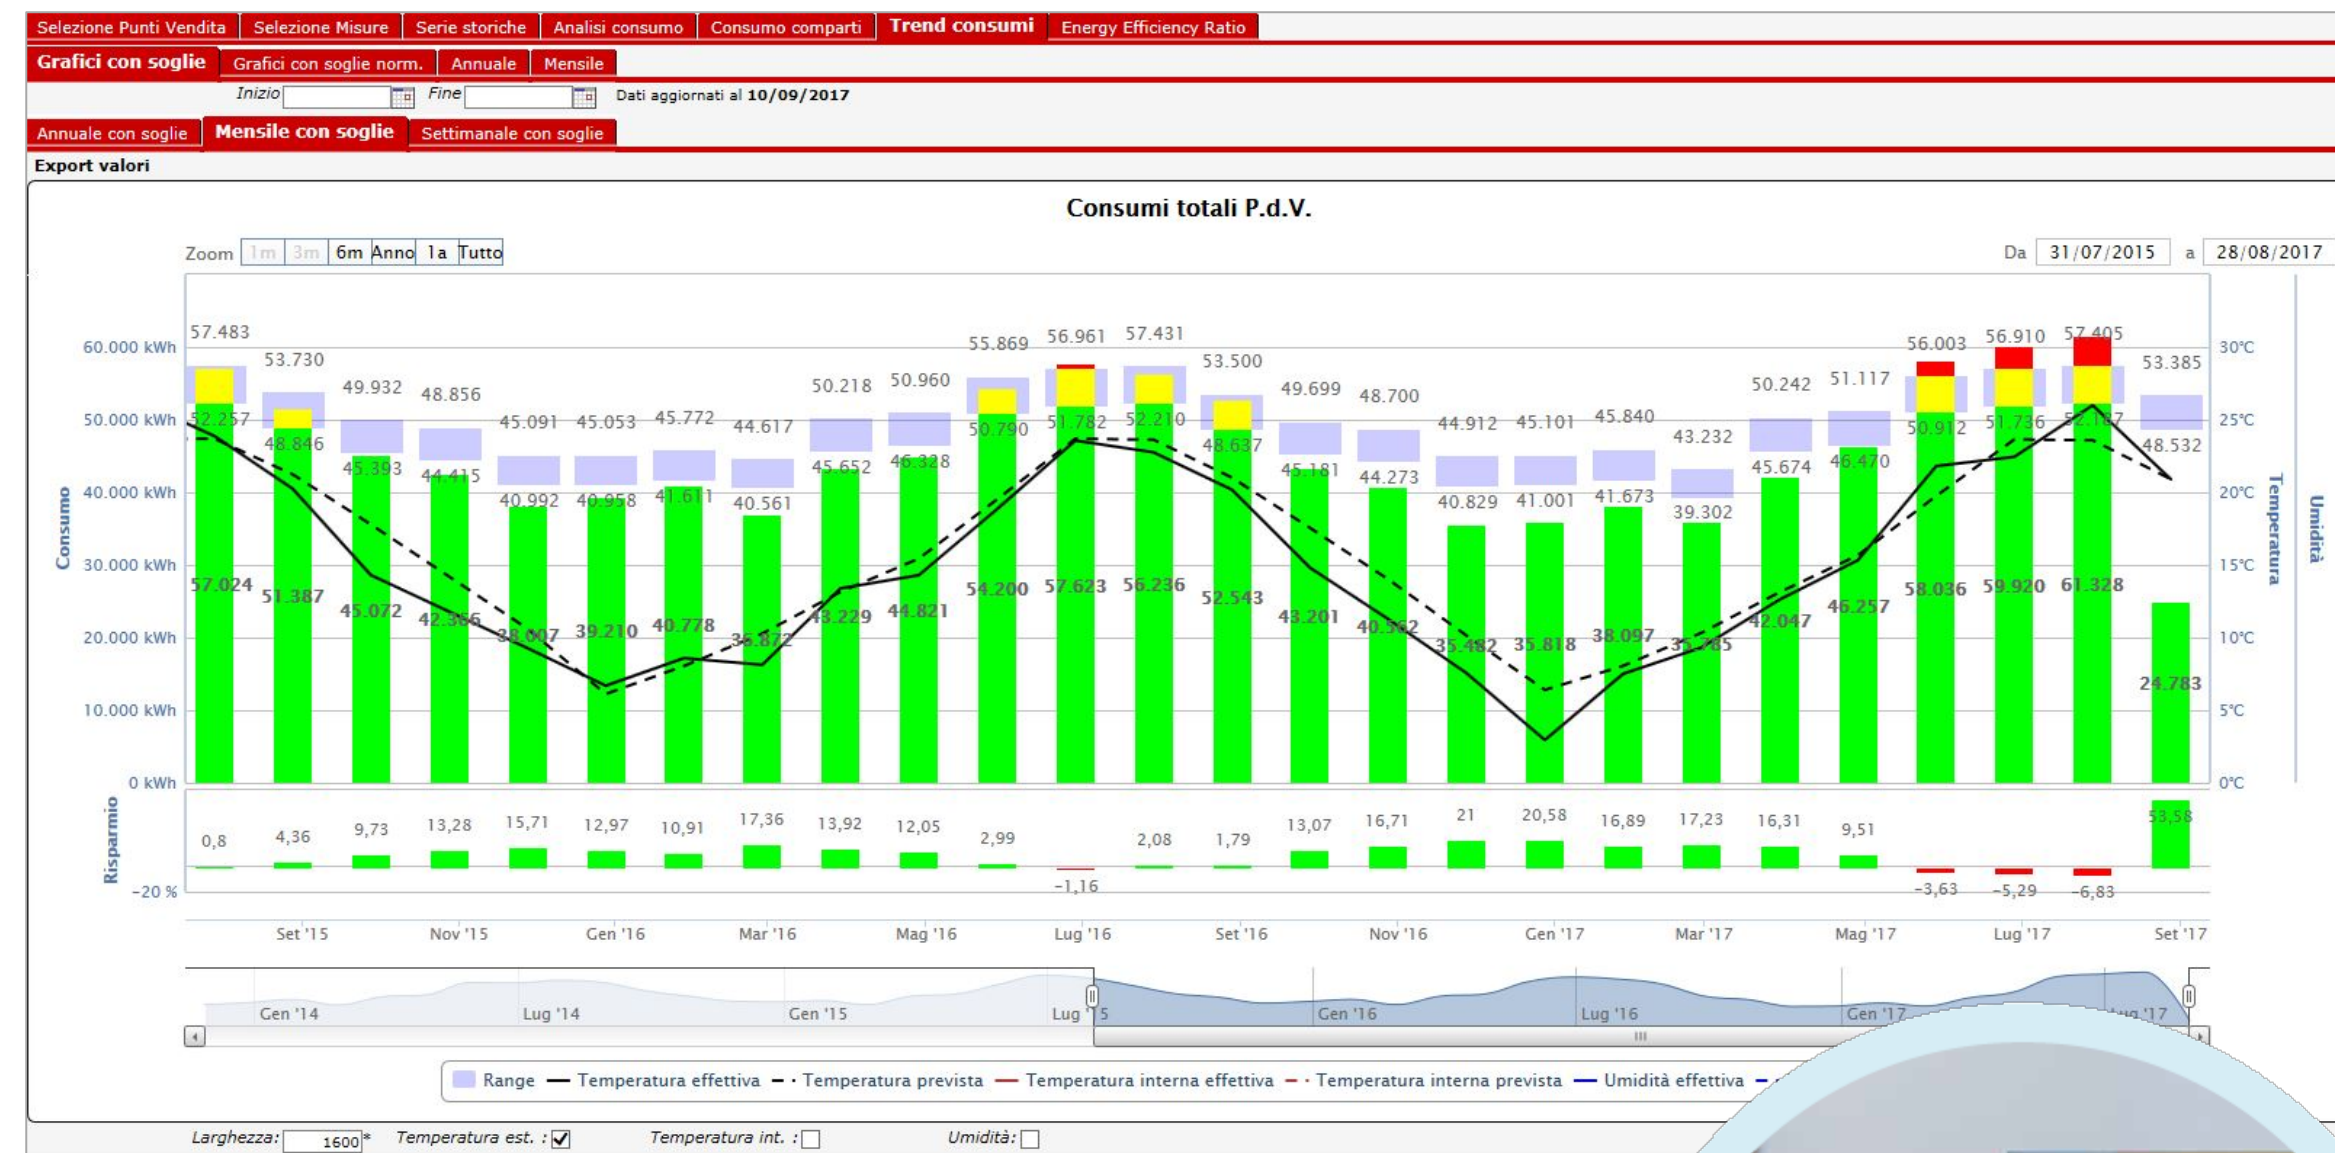 Selezione Punti Vendita Selezione Misure Serie storiche Analisi consumo Consumo comparti Trend consumi Energy Efficiency Ratio
Grafici con soglie Grafici con soglie norm. Annuale Mensile
Inizio Fine Dati aggiornati al 10/09/2017
Annuale con soglie Mensile con soglie Settimanale con soglie
Export valori
Consumi totali P.d.V.
Zoom 1m 3m 6m Anno 1a Tutto Da 31/07/2015 a 28/08/2017
57.483 53.730 49.932 48.856 45.091 45.053 45.772 44.617 50.218 50.960 55.869 56.961 57.431 53.500 49.699 48.700 44.912 45.101 45.840 43.232 50.242 51.117 56.003 56.910 57.405 53.385
52.257 48.846 45.393 44.415 40.992 40.958 41.611 40.561 45.652 46.328 50.790 51.782 52.210 48.637 45.181 44.273 40.829 41.001 41.673 39.302 45.674 46.470 50.912 51.736 52.187 48.532
57.024 51.387 45.072 42.366 38.007 39.210 40.778 36.872 43.229 44.821 54.200 57.623 56.236 52.543 43.201 40.562 35.482 35.818 38.097 35.785 42.047 46.257 58.036 59.920 61.328 24.783
60.000 kWh 30°C
50.000 kWh 25°C
40.000 kWh 20°C
30.000 kWh 15°C
20.000 kWh 10°C
10.000 kWh 5°C
0 kWh 0°C
Consumo
Temperatura
Umidità
0,8 4,36 9,73 13,28 15,71 12,97 10,91 17,36 13,92 12,05 2,99 -1,16 2,08 1,79 13,07 16,71 21 20,58 16,89 17,23 16,31 9,51 -3,63 -5,29 -6,83 53,58
Risparmio
-20 %
Set '15 Nov '15 Gen '16 Mar '16 Mag '16 Lug '16 Set '16 Nov '16 Gen '17 Mar '17 Mag '17 Lug '17 Set '17
Gen '14 Lug '14 Gen '15 Lug '15 Gen '16 Lug '16 Gen '17 Lug '17
Range Temperatura effettiva Temperatura prevista Temperatura interna effettiva Temperatura interna prevista Umidità effettiva
Larghezza: 1600* Temperatura est. : Temperatura int. : Umidità: